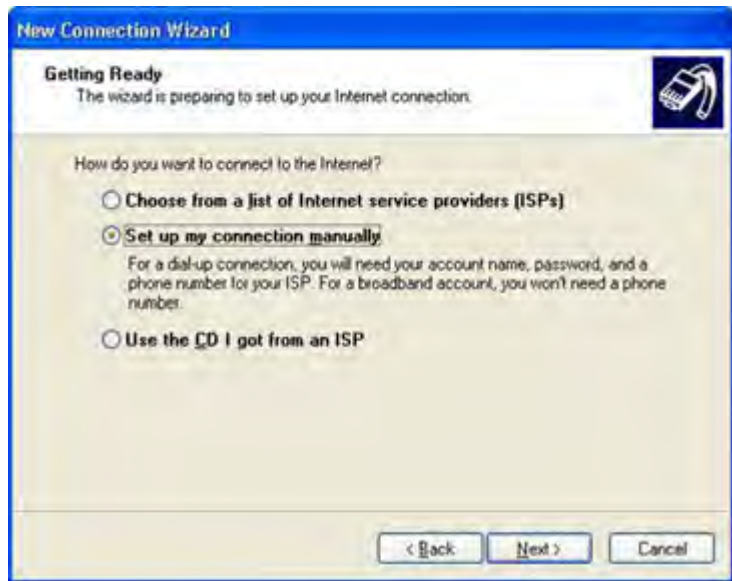 New Connection Wizard
Getting Ready
The wizard is preparing to set up your Internet connection.
How do you want to connect to the Internet?
Choose from a list of Internet service providers (ISPs)
Set up my connection manually
For a dial-up connection, you will need your account name, password, and a
phone number for your ISP. For a broadband account, you won't need a phone
number.
Use the CD I got from an ISP
< Back
Next >
Cancel